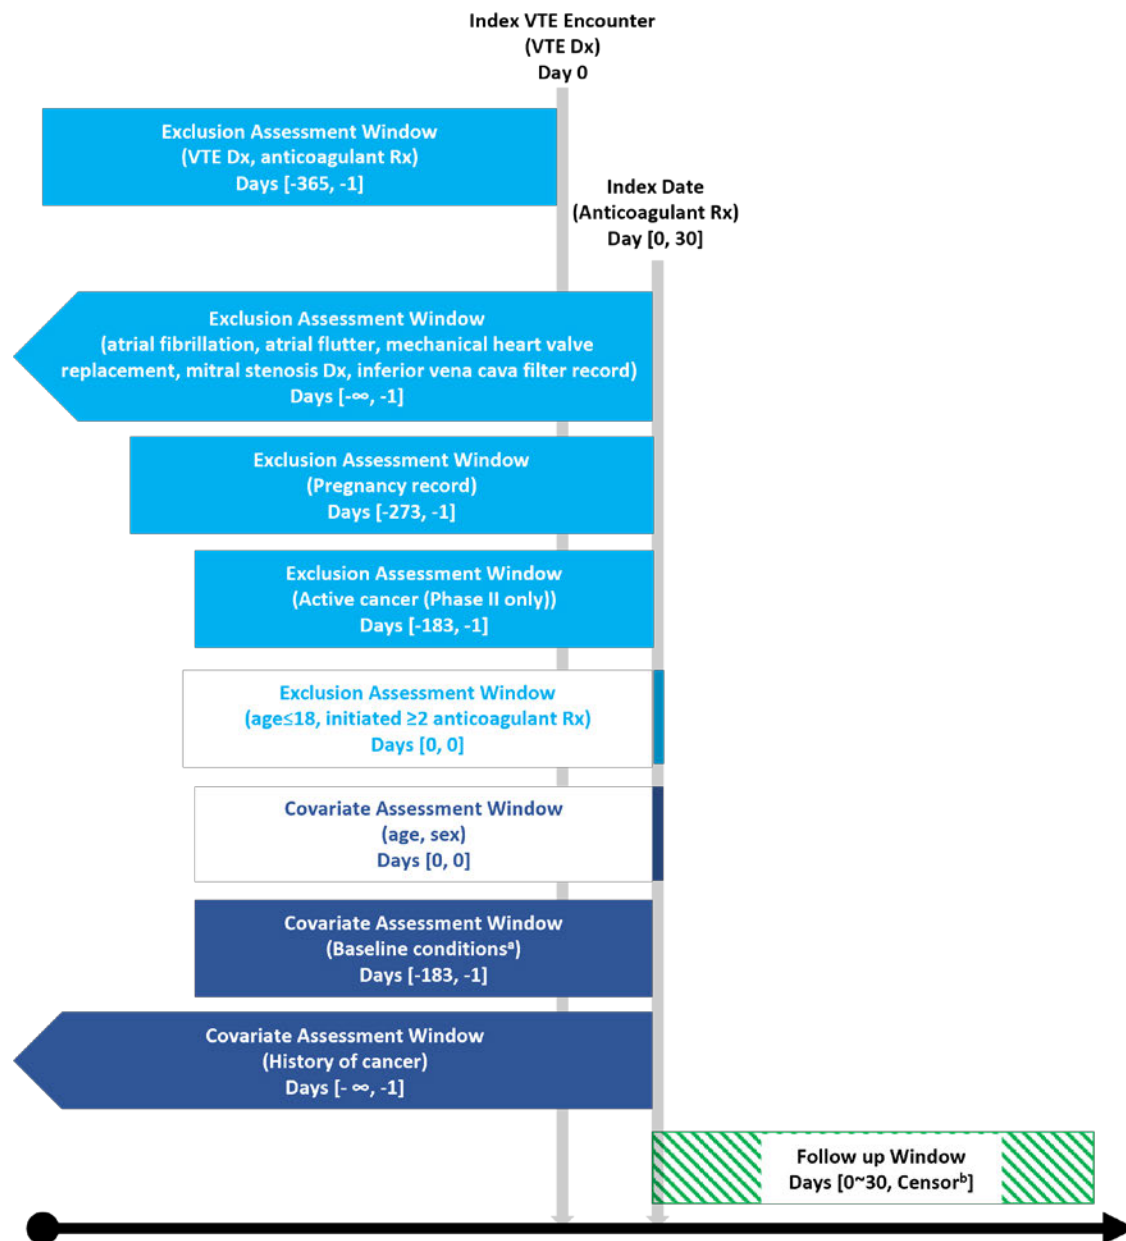 Index VTE Encounter
(VTE Dx)
Day 0
Exclusion Assessment Window
(VTE Dx, anticoagulant Rx)
Days [-365, -1]
Index Date
(Anticoagulant Rx)
Day [0, 30]
Exclusion Assessment Window
(atrial fibrillation, atrial flutter, mechanical heart valve
replacement, mitral stenosis Dx, inferior vena cava filter record)
Days [-∞, -1]
Exclusion Assessment Window
(Pregnancy record)
Days [-273, -1]
Exclusion Assessment Window
(Active cancer (Phase II only))
Days [-183, -1]
Exclusion Assessment Window
(age≤18, initiated ≥2 anticoagulant Rx)
Days [0, 0]
Covariate Assessment Window
(age, sex)
Days [0, 0]
Covariate Assessment Window
(Baseline conditionsᵃ)
Days [-183, -1]
Covariate Assessment Window
(History of cancer)
Days [- ∞, -1]
Follow up Window
Days [0~30, Censorᵇ]